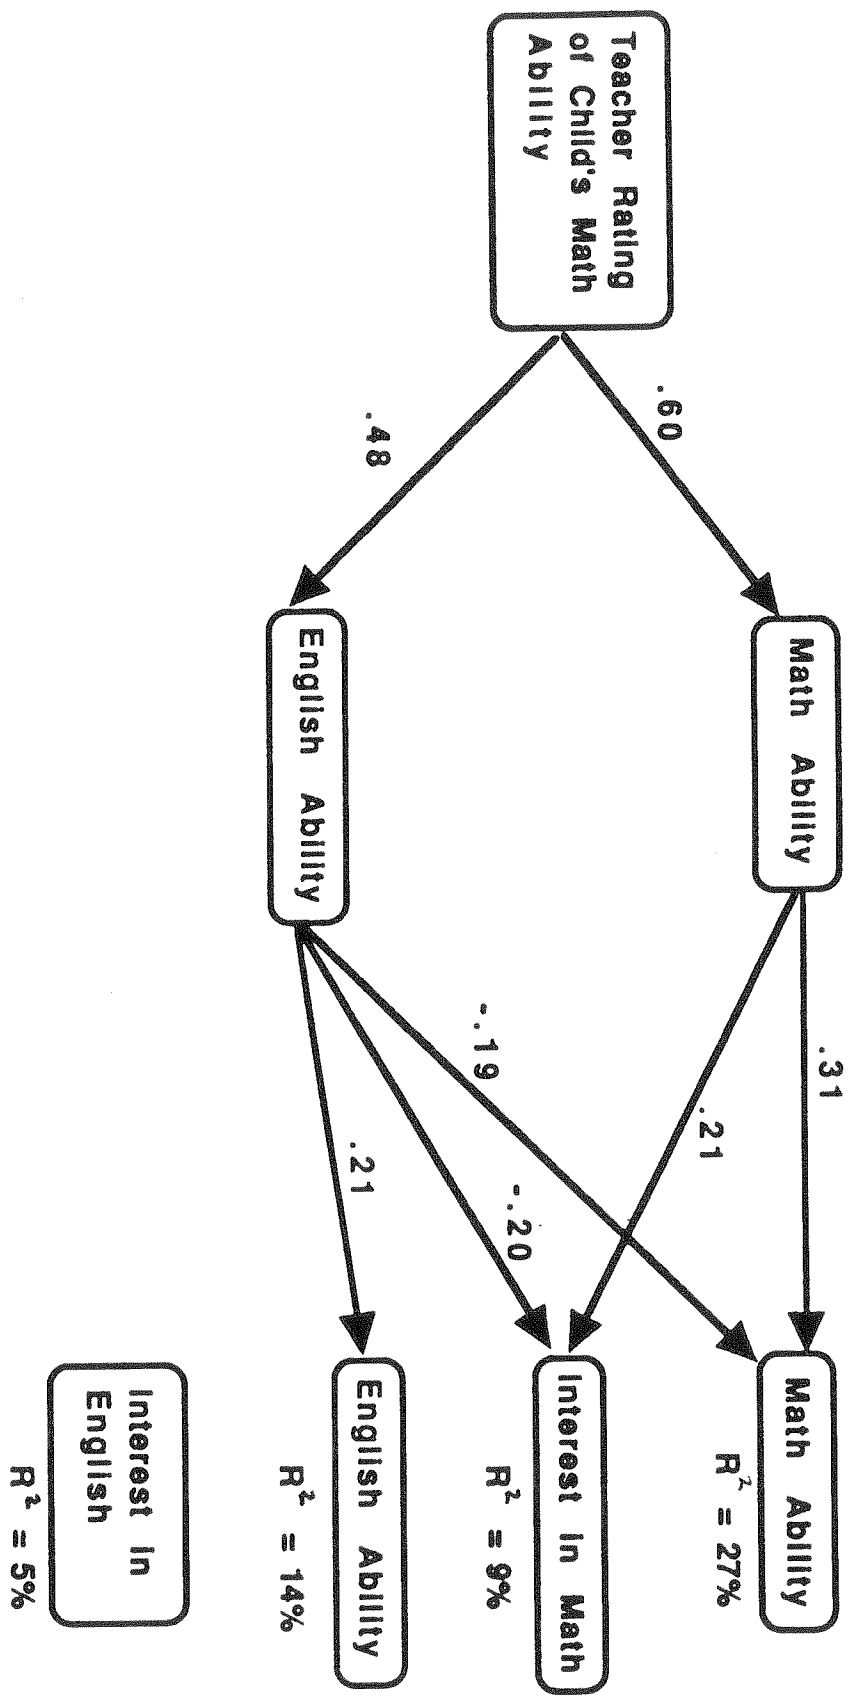 Teacher Rating
of Child's Math
Ability
.60
.48
Math Ability
English Ability
.31
.21
-.19
-.20
.21
Math Ability
R² = 27%
Interest in Math
R² = 9%
English Ability
R² = 14%
Interest in
English
R² = 5%